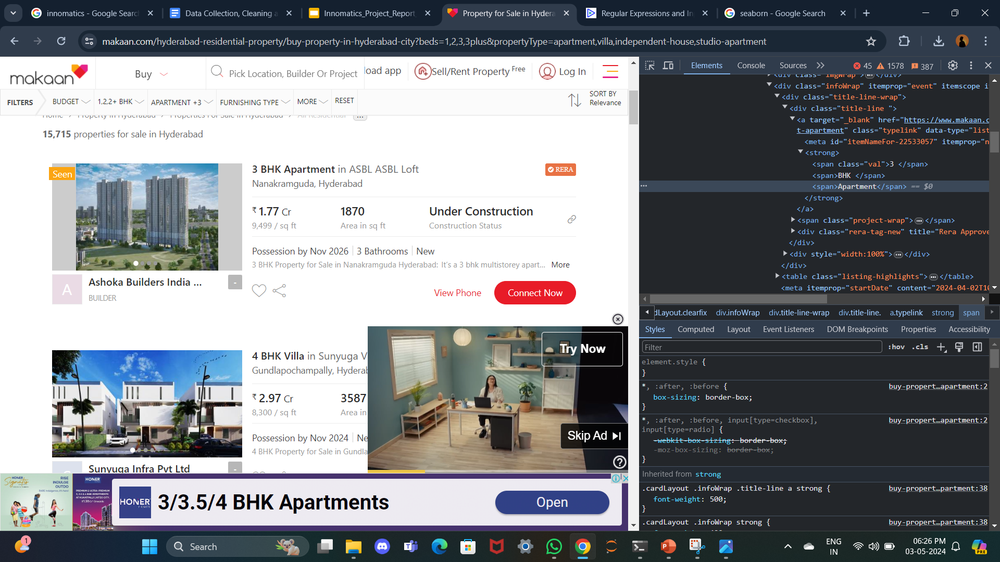 innomatics - Google Searc
Data Collection, Cleaning a
Innomatics_Project_Report_
Property for Sale in Hydera
Regular Expressions and In
seaborn - Google Search
makaan.com/hyderabad-residential-property/buy-property-in-hyderabad-city?beds=1,2,3,3plus&propertyType=apartment,villa,independent-house,studio-apartment
makaan
Buy
Pick Location, Builder Or Project
load app
Sell/Rent Property Free
Log In
FILTERS
BUDGET
1,2,2+ BHK
APARTMENT +3
FURNISHING TYPE
MORE
RESET
SORT BY
Relevance
Home
Property in Hyderabad
Properties For Sale in Hyderabad
All Residential
...
15,715 properties for sale in Hyderabad
Seen
3 BHK Apartment in ASBL ASBL Loft
RERA
Nanakramguda, Hyderabad
₹ 1.77 Cr
1870
Under Construction
9,499 / sq ft
Area in sq ft
Construction Status
Possession by Nov 2026
3 Bathrooms
New
3 BHK Property for Sale in Nanakramguda Hyderabad: It's a 3 bhk multistorey apart...
More
A
Ashoka Builders India ...
-
BUILDER
View Phone
Connect Now
4 BHK Villa in Sunyuga V
Gundlapochampally, Hyderab
₹ 2.97 Cr
3587
8,300 / sq ft
Area in
Possession by Nov 2024
Ne
4 BHK Property for Sale in Gundla
Sunyuga Infra Pvt Ltd
-
Try Now
Skip Ad
HONER
Signatis
RISE
INDULGE
OUTDO
HONER
PREMIUM & ULTRA-PREMIUM
HONER
HOMES
3/3.5/4 BHK Apartments
Open
Elements
Console
Sources
45
1578
387
<div class="imgWrap">…</div>
<div class="infoWrap" itemprop="event" itemscope i
<div class="title-line-wrap">
<div class="title-line ">
<a target="_blank" href="https://www.makaan.c
t-apartment" class="typelink" data-type="list
<meta id="itemNameFor-22533057" itemprop="n
<strong>
<span class="val">3 </span>
<span>BHK </span>
<span>Apartment</span> == $0
</strong>
</a>
<span class="project-wrap">…</span>
<div class="rera-tag-new" title="Rera Approve
</div>
<div style="width:100%">…</div>
</div>
<table class="listing-highlights">…</table>
<meta itemprop="startDate" content="2024-04-02T10
dLayout.clearfix
div.infoWrap
div.title-line-wrap
div.title-line.
a.typelink
strong
span
Styles
Computed
Layout
Event Listeners
DOM Breakpoints
Properties
Accessibility
Filter
:hov
.cls
element.style {
}
*, :after, :before {
buy-propert…apartment:2
box-sizing: border-box;
}
*, :after, :before, input[type=checkbox],
buy-propert…apartment:2
input[type=radio] {
-webkit-box-sizing: border-box;
-moz-box-sizing: border-box;
}
Inherited from strong
.cardLayout .infoWrap .title-line a strong {
buy-propert…partment:38
font-weight: 500;
}
.cardLayout .infoWrap strong {
buy-propert…partment:38
1
Search
ENG
IN
06:26 PM
03-05-2024
PRE